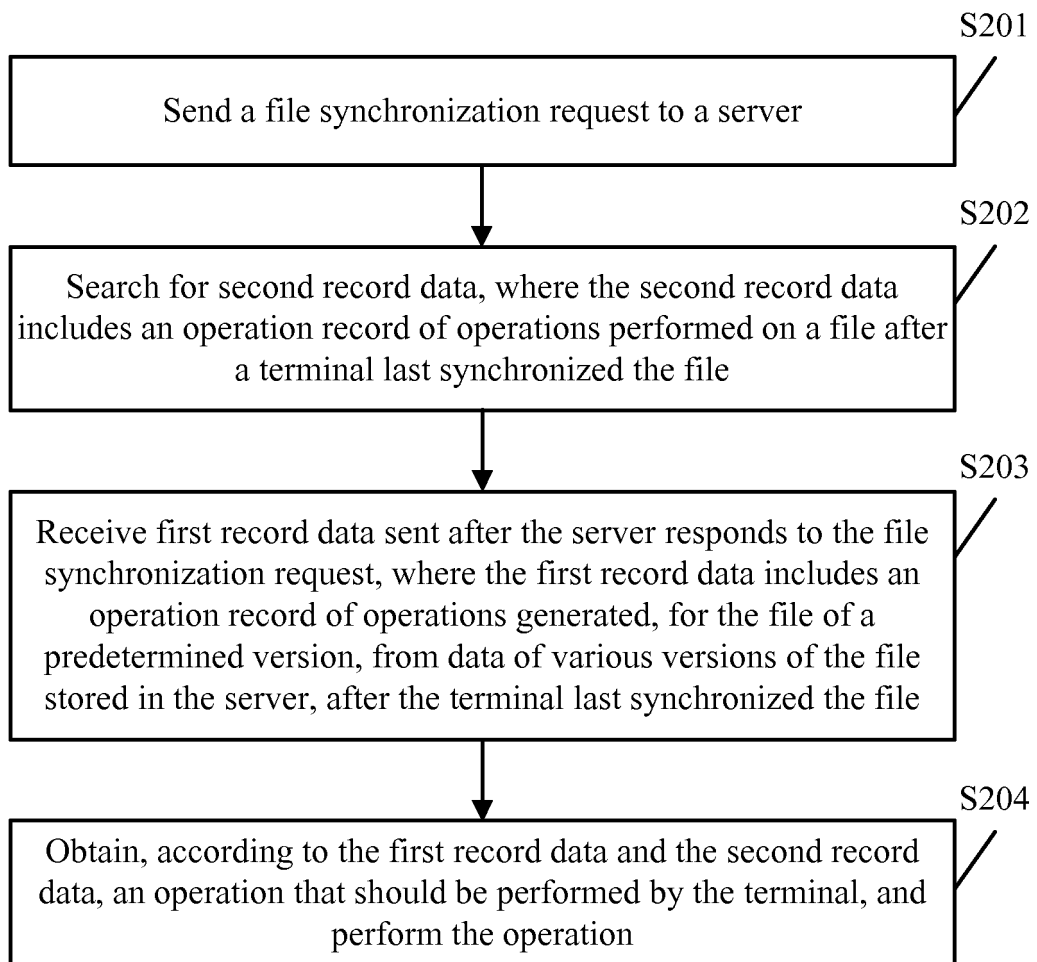 S201
Send a file synchronization request to a server
S202
Search for second record data, where the second record data
includes an operation record of operations performed on a file after
a terminal last synchronized the file
S203
Receive first record data sent after the server responds to the file
synchronization request, where the first record data includes an
operation record of operations generated, for the file of a
predetermined version, from data of various versions of the file
stored in the server, after the terminal last synchronized the file
S204
Obtain, according to the first record data and the second record
data, an operation that should be performed by the terminal, and
perform the operation